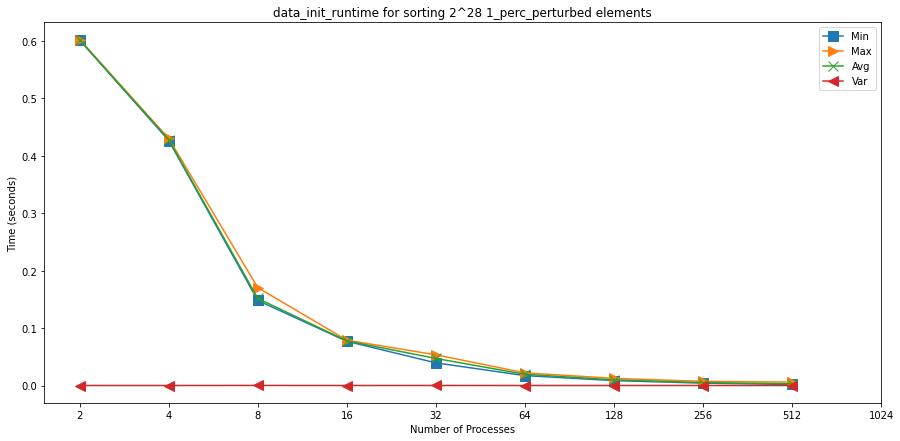 data_init_runtime for sorting 2^28 1_perc_perturbed elements
Min
Max
Avg
Var
Time (seconds)
0.6
0.5
0.4
0.3
0.2
0.1
0.0
2 4 8 16 32 64 128 256 512 1024
Number of Processes